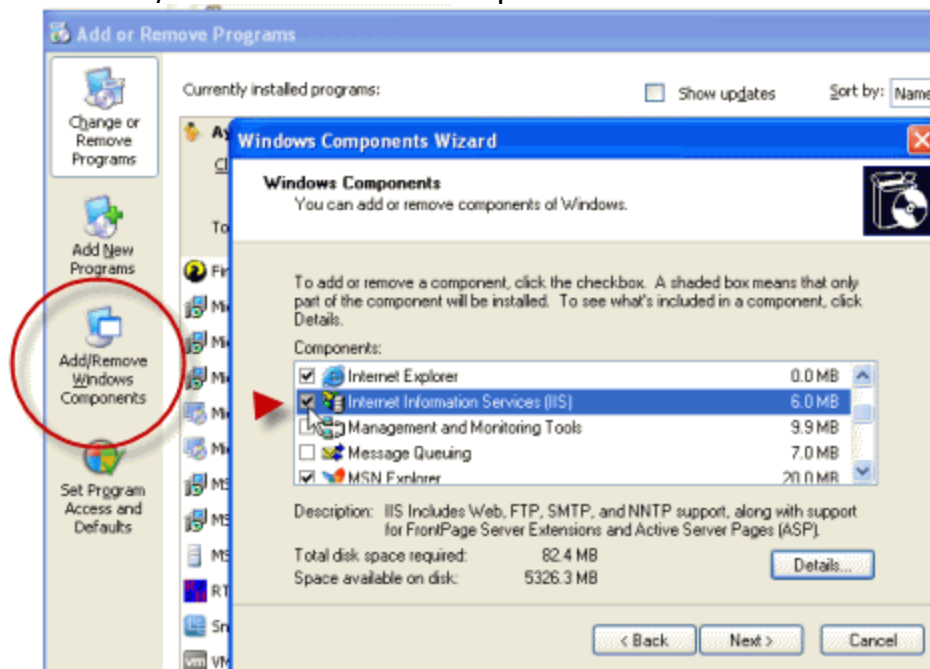 Add or Remove Programs
Change or
Remove
Programs
Add New
Programs
Add/Remove
Windows
Components
Set Program
Access and
Defaults
Currently installed programs:
Show updates
Sort by: Name
To
Windows Components Wizard
Windows Components
You can add or remove components of Windows.
To add or remove a component, click the checkbox. A shaded box means that only
part of the component will be installed. To see what's included in a component, click
Details.
Components:
Internet Explorer 0.0 MB
Internet Information Services (IIS) 6.0 MB
Management and Monitoring Tools 9.9 MB
Message Queuing 7.0 MB
MSN Explorer 20.0 MB
Description: IIS Includes Web, FTP, SMTP, and NNTP support, along with support
for FrontPage Server Extensions and Active Server Pages (ASP).
Total disk space required: 82.4 MB
Space available on disk: 5326.3 MB
Details...
< Back
Next >
Cancel